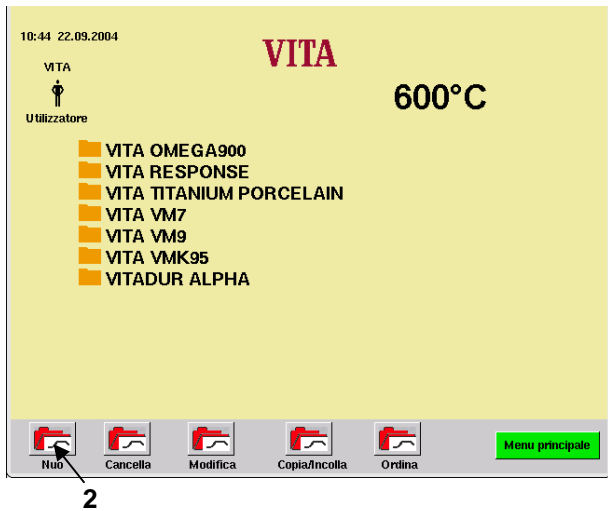 10:44 22.09.2004
VITA
VITA
600°C
Utilizzatore
VITA OMEGA900
VITA RESPONSE
VITA TITANIUM PORCELAIN
VITA VM7
VITA VM9
VITA VMK95
VITADUR ALPHA
Nuo Cancella Modifica Copia/Incolla Ordina Menu principale
2